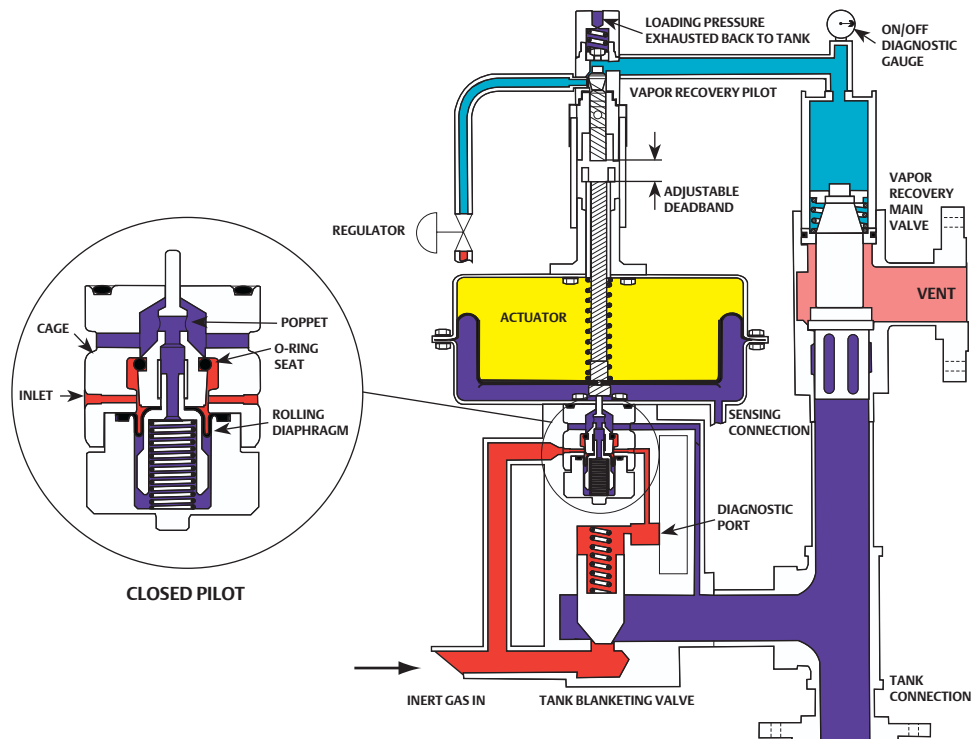 LOADING PRESSURE
EXHAUSTED BACK TO TANK
ON/OFF
DIAGNOSTIC
GAUGE
VAPOR RECOVERY PILOT
ADJUSTABLE
DEADBAND
VAPOR
RECOVERY
MAIN
VALVE
REGULATOR
VENT
ACTUATOR
CAGE
POPPET
O-RING
SEAT
INLET
ROLLING
DIAPHRAGM
SENSING
CONNECTION
DIAGNOSTIC
PORT
CLOSED PILOT
INERT GAS IN
TANK BLANKETING VALVE
TANK
CONNECTION